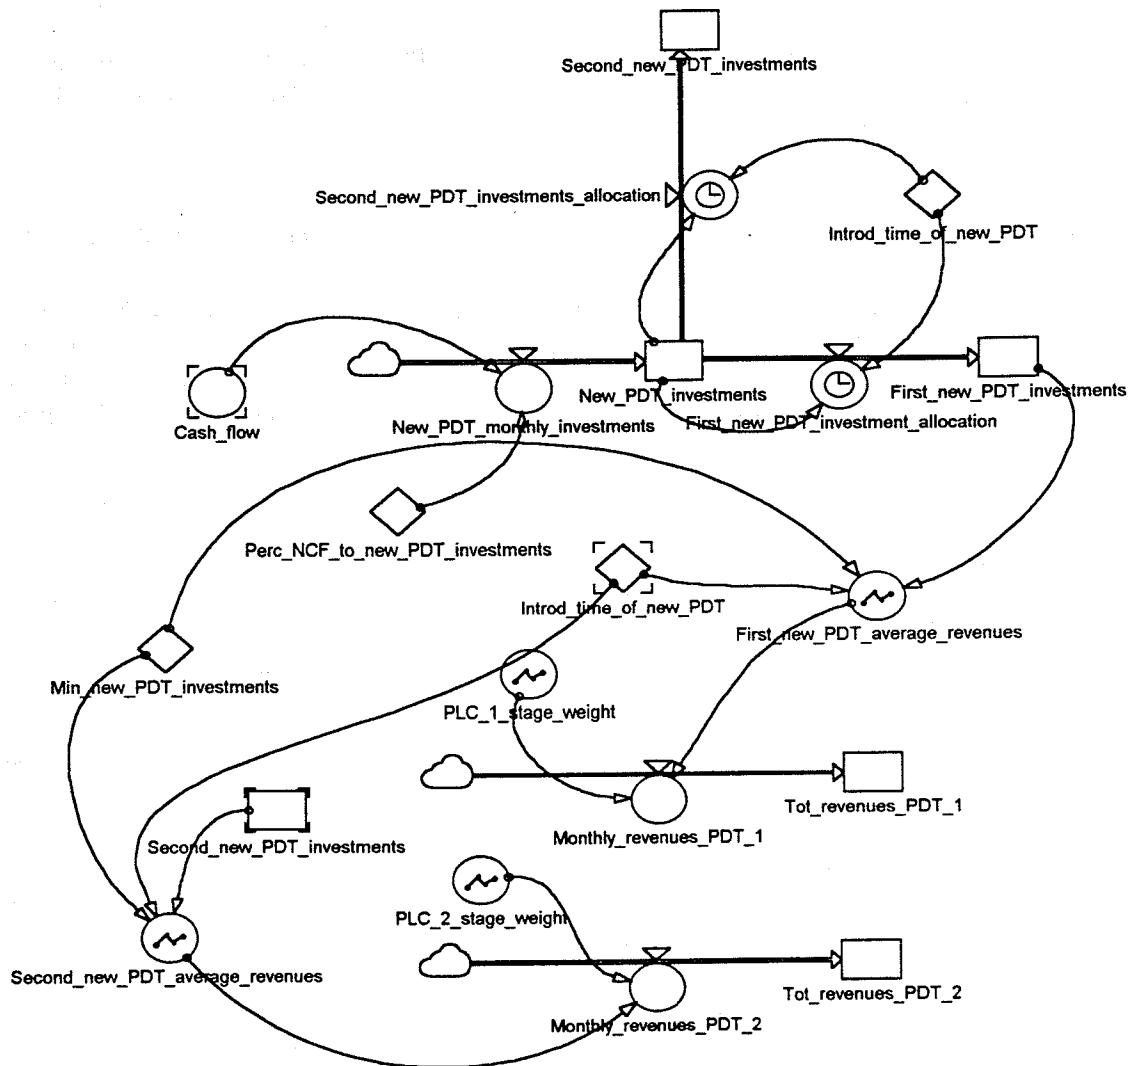 Second_new_PDT_investments
Second_new_PDT_investments_allocation
Introd_time_of_new_PDT
New_PDT_investments
First_new_PDT_investments
Cash_flow
New_PDT_monthly_investments
First_new_PDT_investment_allocation
Perc_NCF_to_new_PDT_investments
Introd_time_of_new_PDT
First_new_PDT_average_revenues
Min_new_PDT_investments
PLC_1_stage_weight
Tot_revenues_PDT_1
Monthly_revenues_PDT_1
Second_new_PDT_investments
PLC_2_stage_weight
Second_new_PDT_average_revenues
Tot_revenues_PDT_2
Monthly_revenues_PDT_2